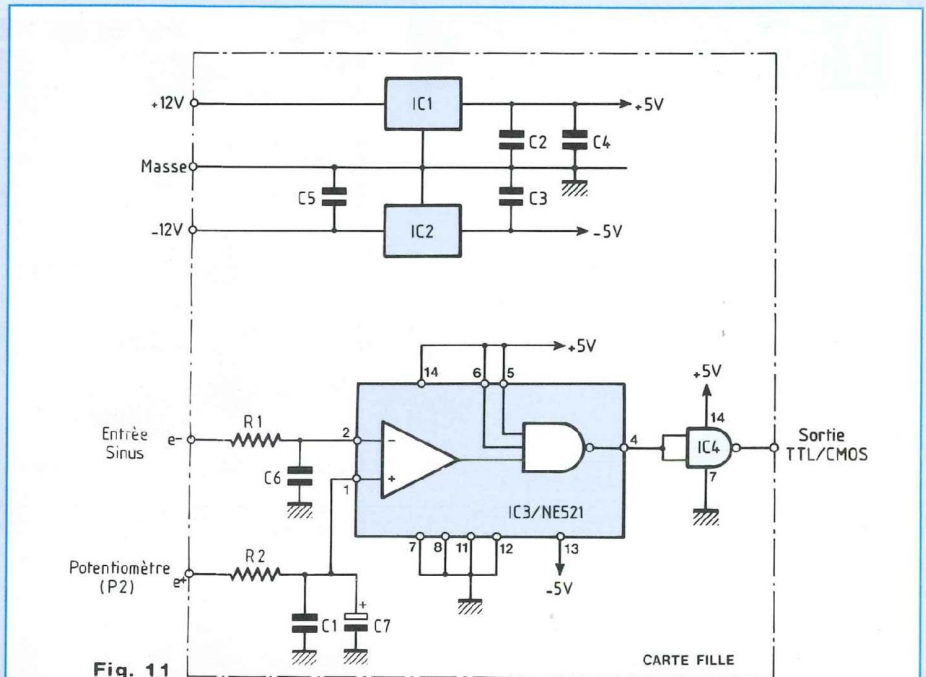 +12V
IC1
+5V
C2
C4
Masse
C5
C3
-12V
IC2
-5V
+5V
14
6
5
+5V
14
Entrée
Sinus
e-
R1
2
-
C6
1
+
4
IC4
7
Sortie
TTL/CMOS
IC3/NE521
7
8
11
12
13
-5V
Potentiomètre
(P2)
e+
R2
C1
+
C7
Fig. 11
CARTE FILLE